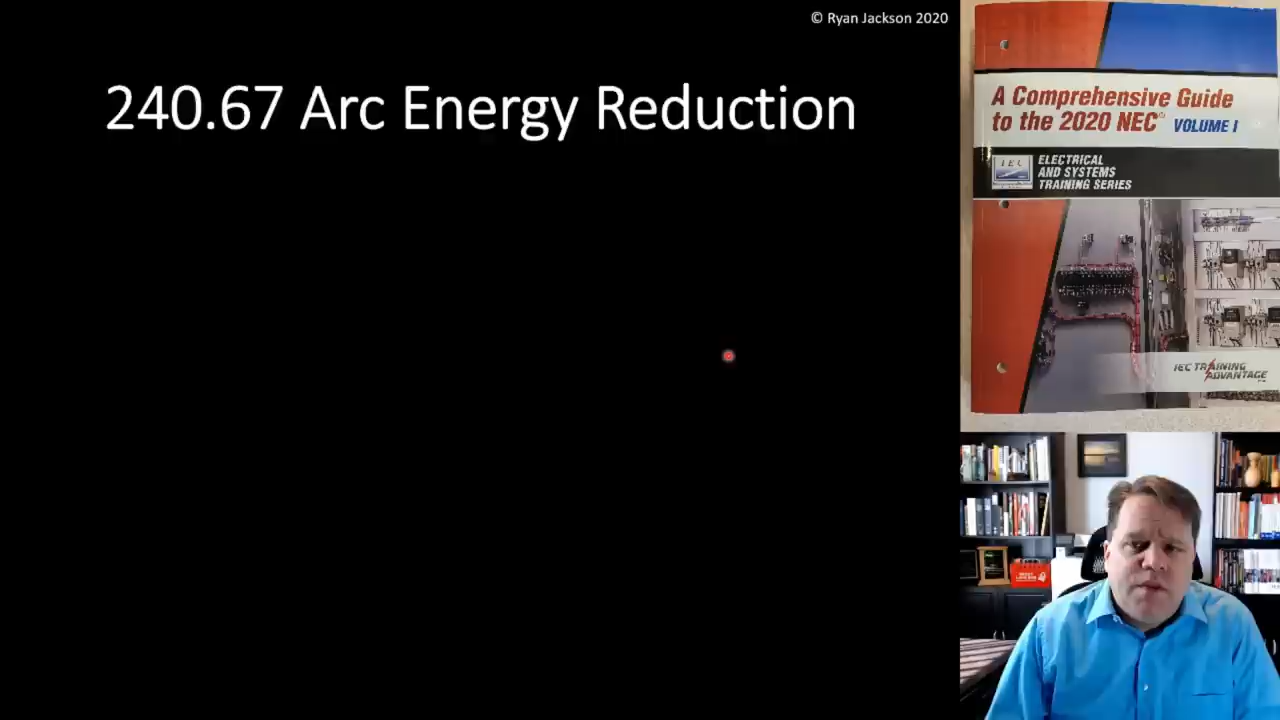 © Ryan Jackson 2020
240.67 Arc Energy Reduction
A Comprehensive Guide
to the 2020 NEC® VOLUME I
IEC
ELECTRICAL
AND SYSTEMS
TRAINING SERIES
IEC TRAINING
ADVANTAGE